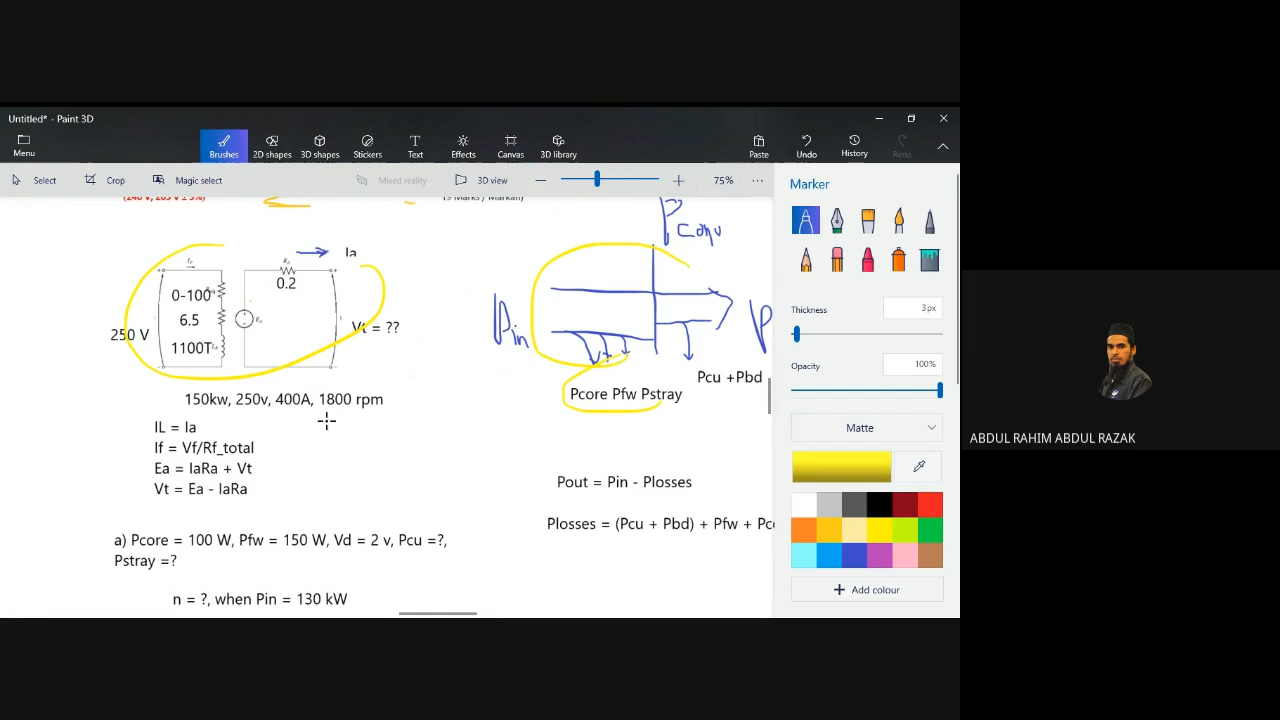 Untitled* - Paint 3D
Menu
Brushes
2D shapes
3D shapes
Stickers
Text
Effects
Canvas
3D library
Paste
Undo
History
Redo
Select
Crop
Magic select
Mixed reality
3D view
75%
Marker
Thickness
3px
Opacity
100%
Matte
Add colour
Pconv
Ia
0.2
0-100
6.5
1100T
250 V
Vt = ??
Pin
P
Pcu +Pbd
Pcore Pfw Pstray
150kw, 250v, 400A, 1800 rpm
IL = Ia
If = Vf/Rf_total
Ea = IaRa + Vt
Vt = Ea - IaRa
Pout = Pin - Plosses
Plosses = (Pcu + Pbd) + Pfw + Pco
a) Pcore = 100 W, Pfw = 150 W, Vd = 2 v, Pcu =?,
Pstray =?
n = ?, when Pin = 130 kW
ABDUL RAHIM ABDUL RAZAK